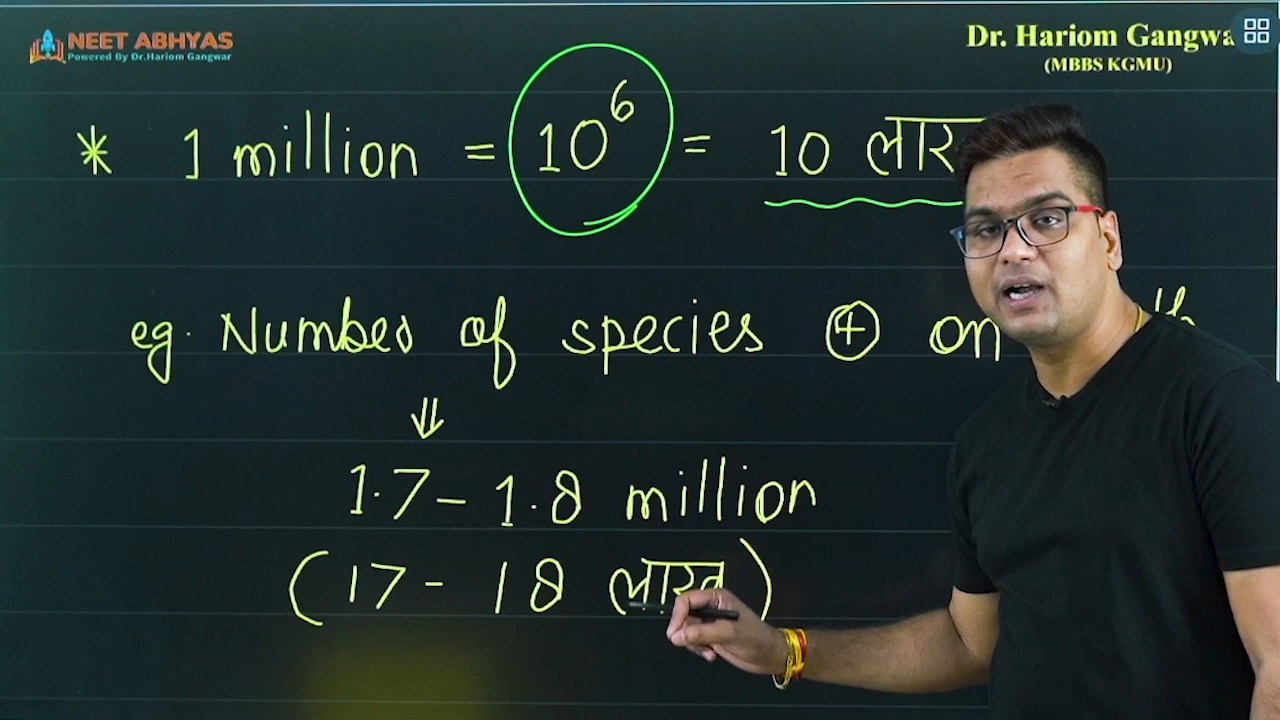 NEET ABHYAS
Powered By Dr.Hariom Gangwar
Dr. Hariom
(MBBS KGMU)
* 1 million = 10⁶ = 10
eg. Number of species ⊕ on
⇓
1.7 – 1.8 million
(17 - 18 लाख)